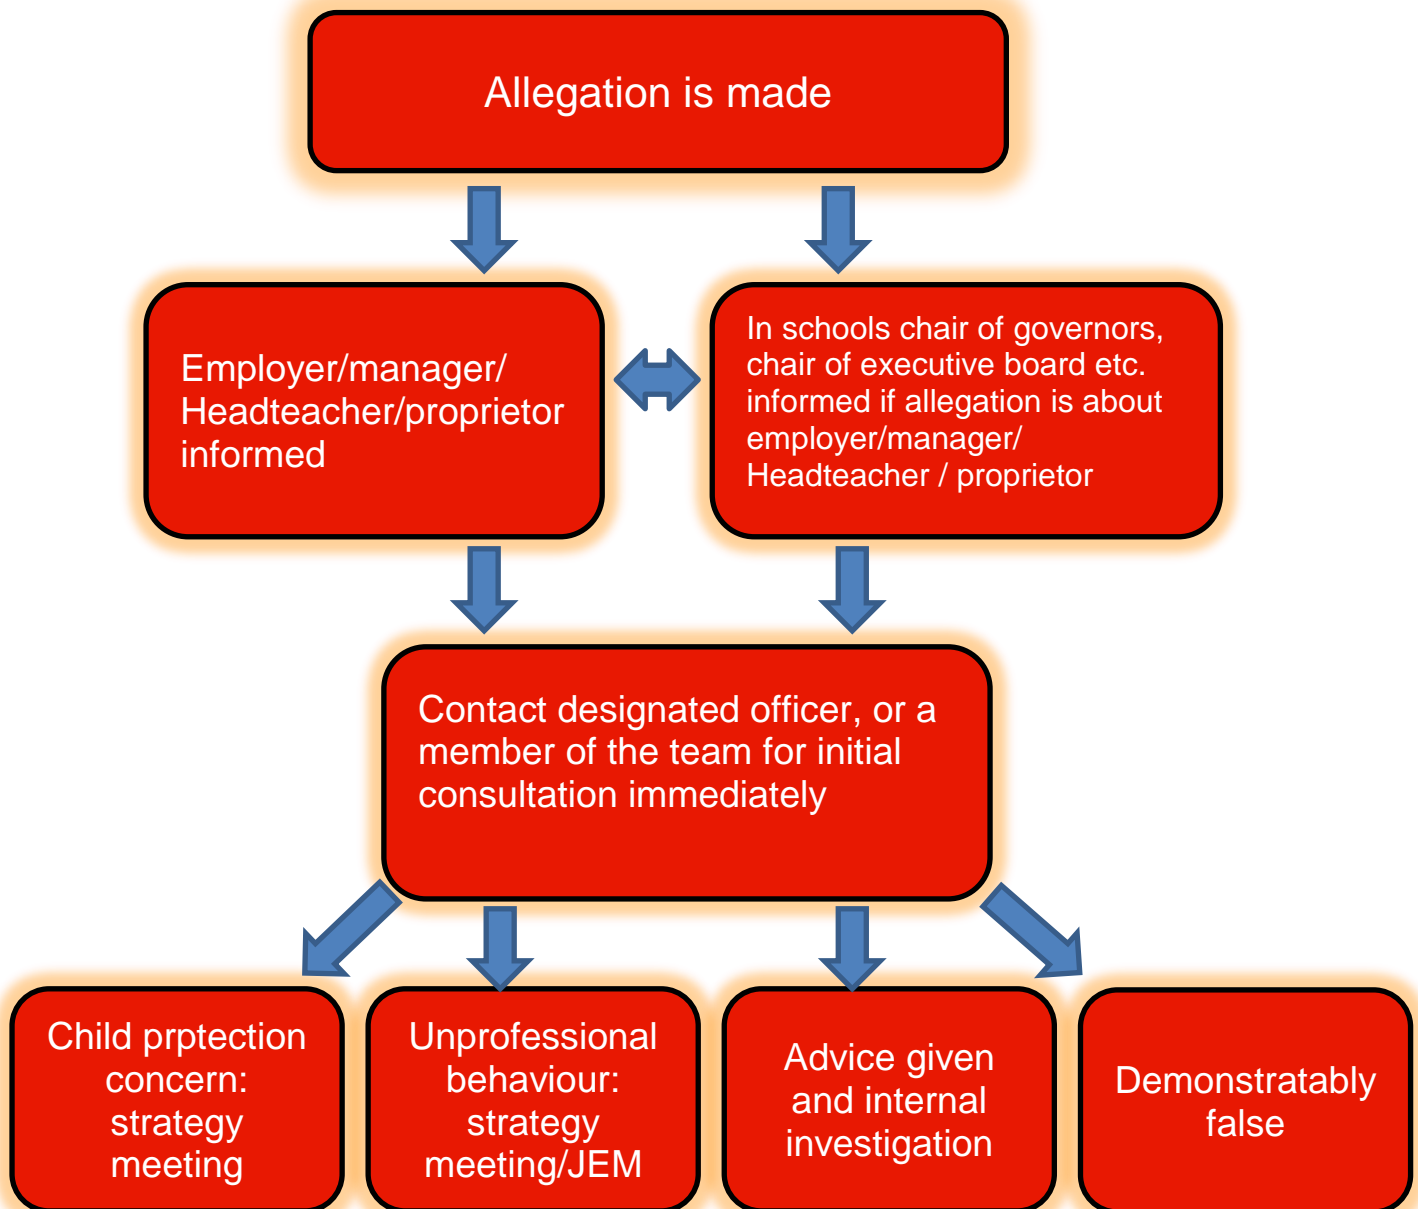 Allegation is made
Employer/manager/
Headteacher/proprietor
informed
In schools chair of governors,
chair of executive board etc.
informed if allegation is about
employer/manager/
Headteacher / proprietor
Contact designated officer, or a
member of the team for initial
consultation immediately
Child prptection
concern:
strategy
meeting
Unprofessional
behaviour:
strategy
meeting/JEM
Advice given
and internal
investigation
Demonstratably
false